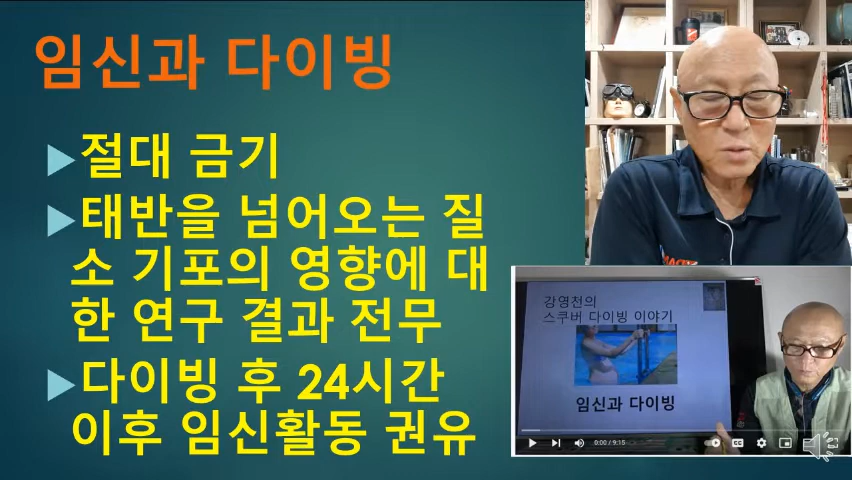 임신과 다이빙
절대 금기
태반을 넘어오는 질
소 기포의 영향에 대
한 연구 결과 전무
다이빙 후 24시간
이후 임신활동 권유
강영천의
스쿠버 다이빙 이야기
임신과 다이빙
0:00 / 9:15
CC